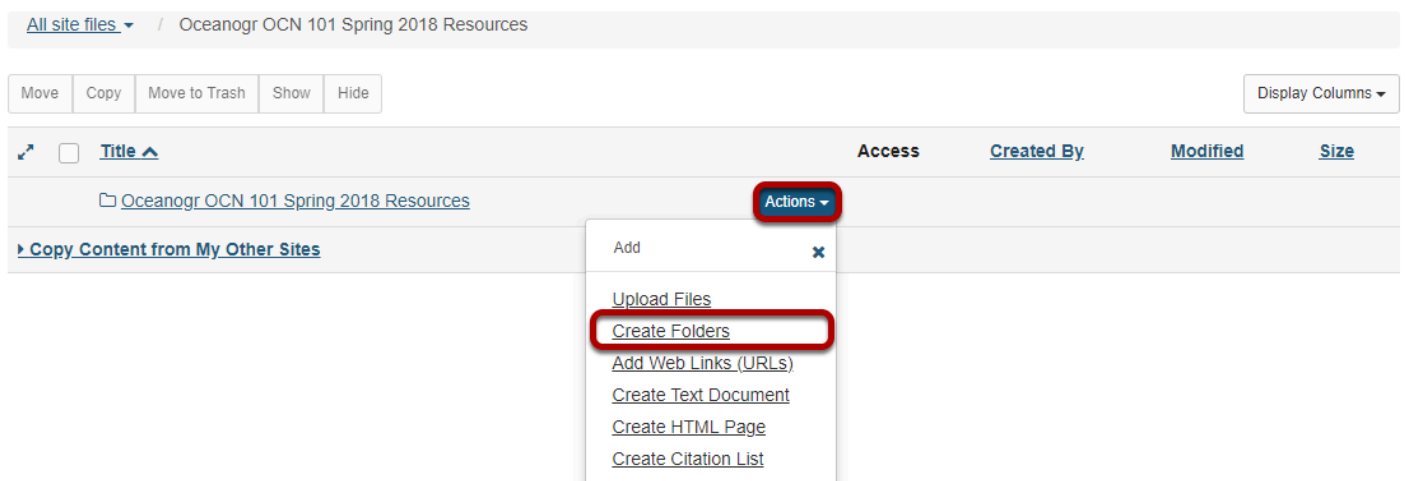 All site files / Oceanogr OCN 101 Spring 2018 Resources
Move Copy Move to Trash Show Hide Display Columns
Title Access Created By Modified Size
Oceanogr OCN 101 Spring 2018 Resources Actions
Copy Content from My Other Sites
Add
Upload Files
Create Folders
Add Web Links (URLs)
Create Text Document
Create HTML Page
Create Citation List